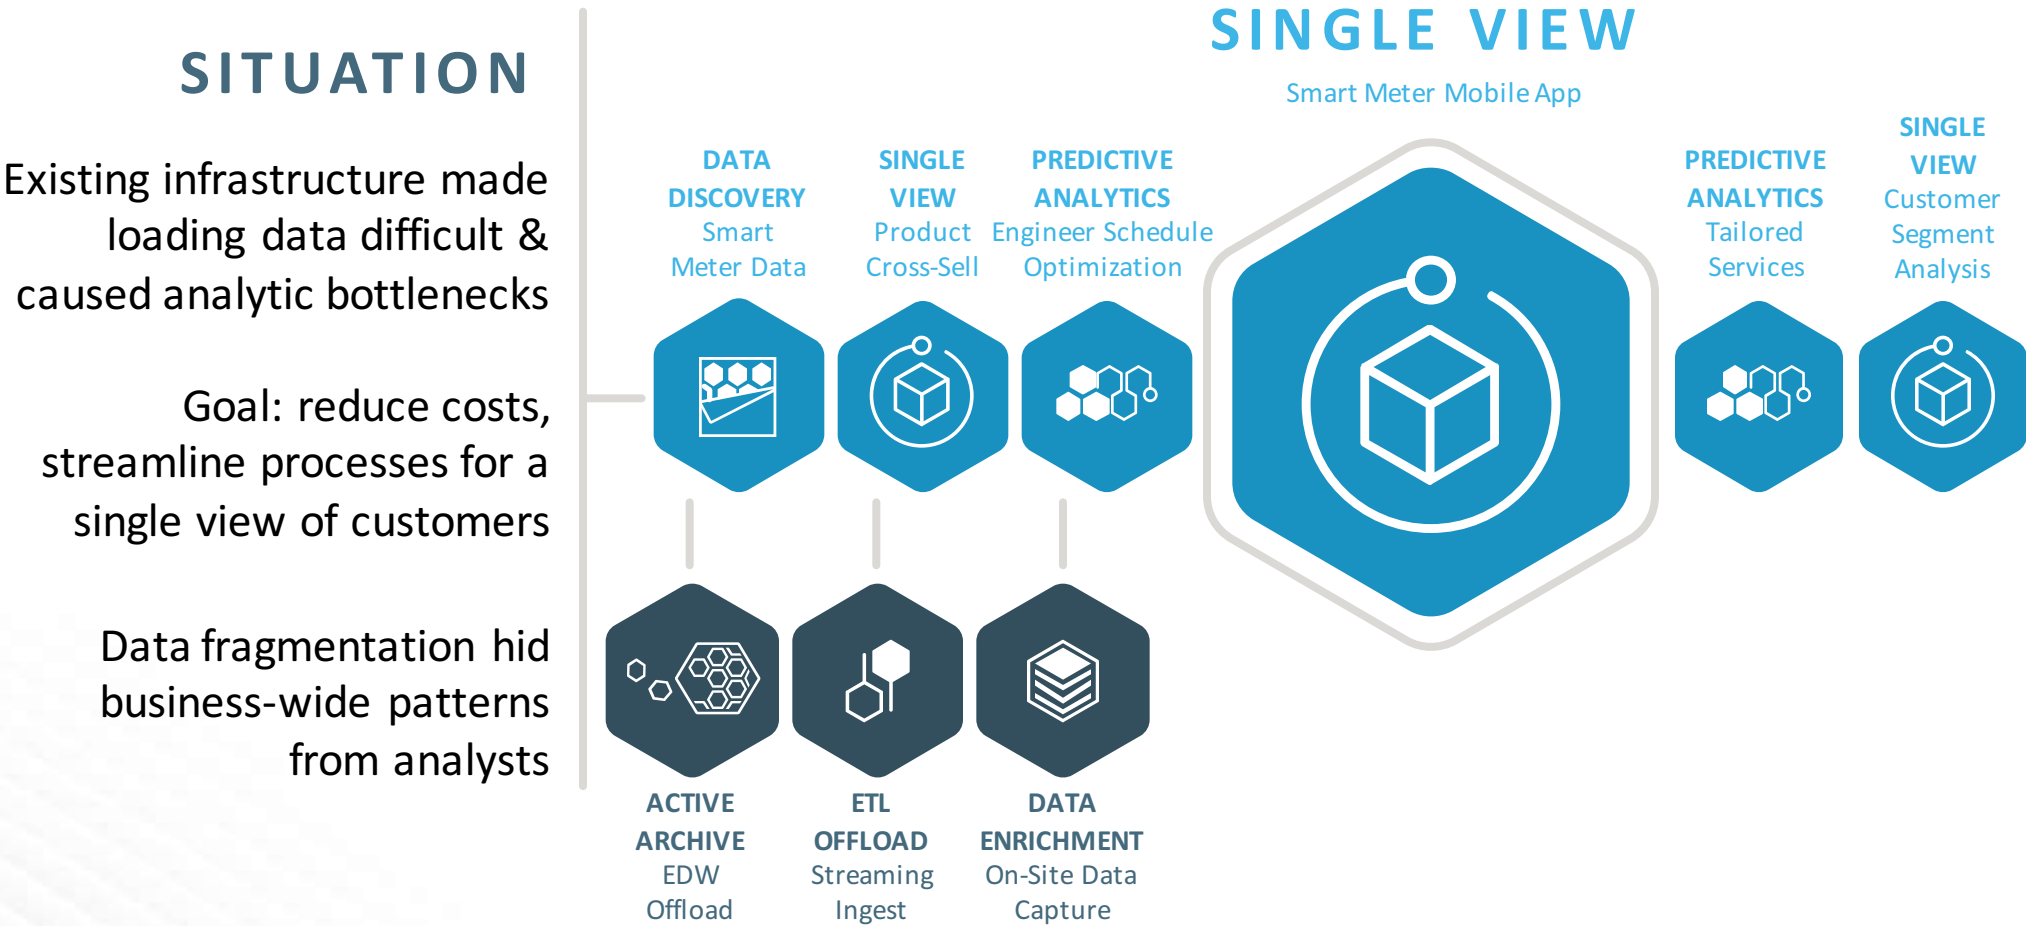 SITUATION
Existing infrastructure made
loading data difficult &
caused analytic bottlenecks
Goal: reduce costs,
streamline processes for a
single view of customers
Data fragmentation hid
business-wide patterns
from analysts
DATA
DISCOVERY
Smart
Meter Data
SINGLE
VIEW
Product
Cross-Sell
PREDICTIVE
ANALYTICS
Engineer Schedule
Optimization
SINGLE VIEW
Smart Meter Mobile App
PREDICTIVE
ANALYTICS
Tailored
Services
SINGLE
VIEW
Customer
Segment
Analysis
ACTIVE
ARCHIVE
EDW
Offload
ETL
OFFLOAD
Streaming
Ingest
DATA
ENRICHMENT
On-Site Data
Capture